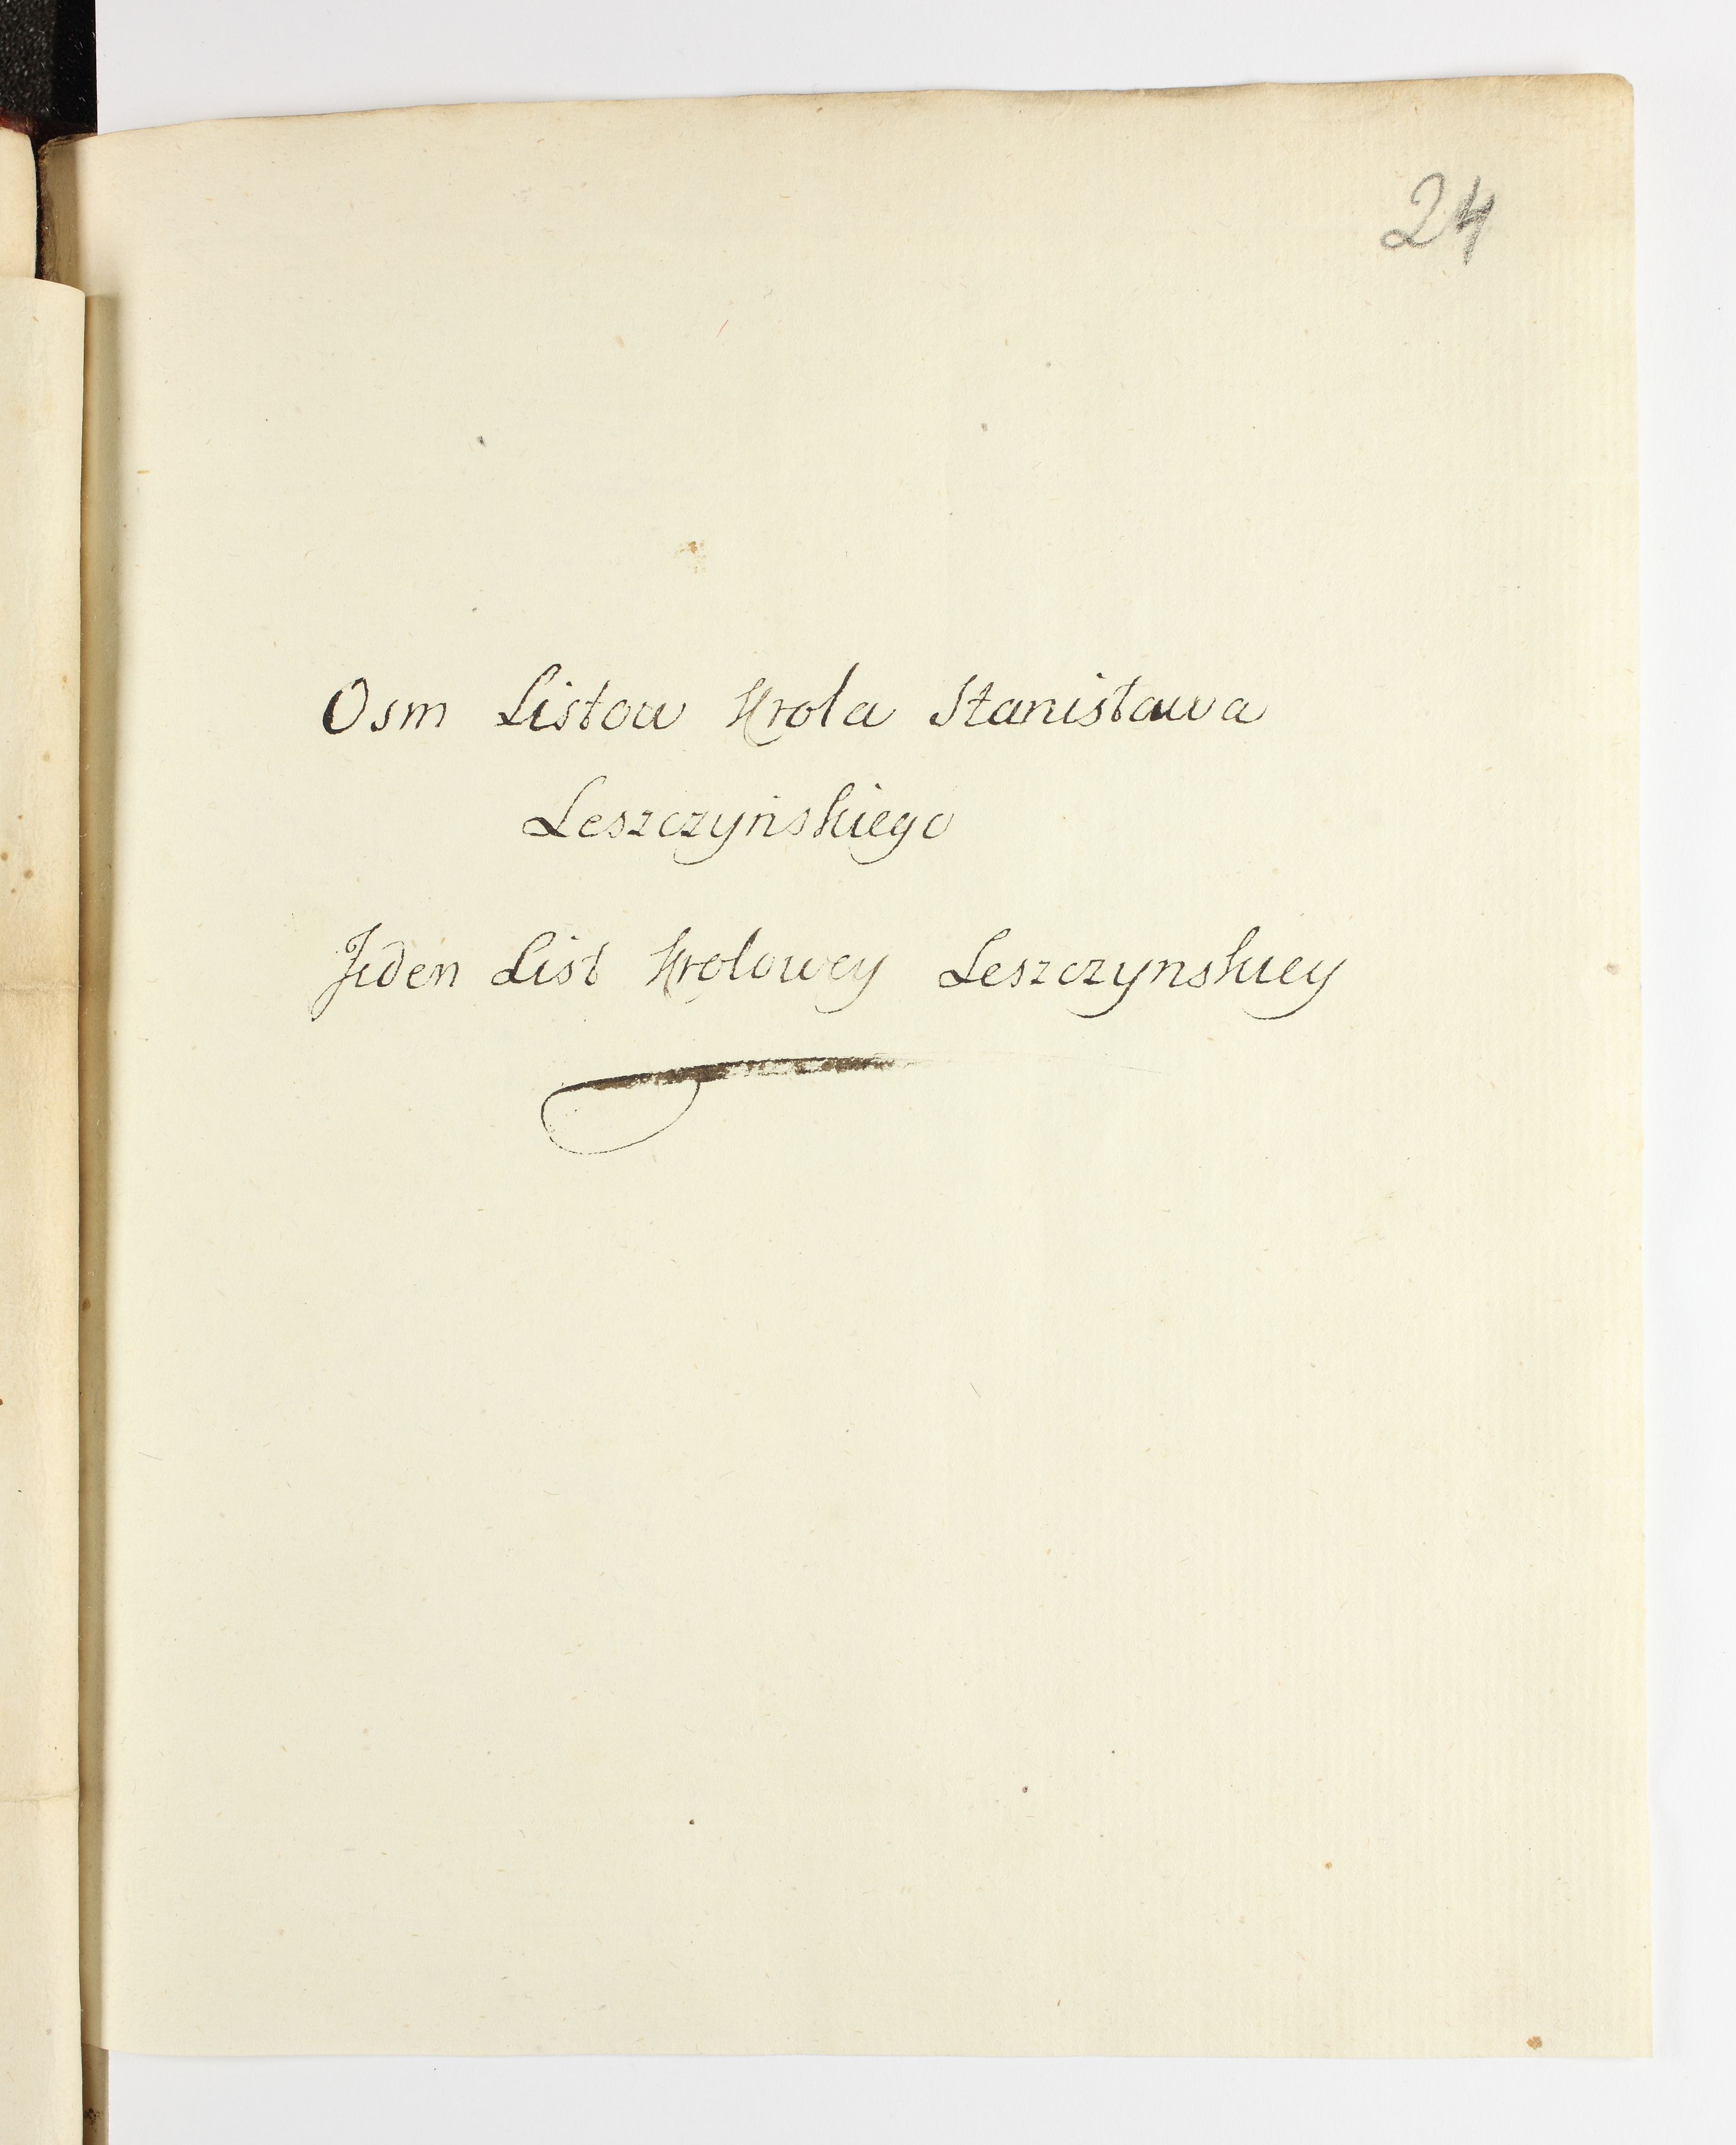 24
Osm Listow Krola Stanisława
Leszczyńskiego
Jeden List Krolowey Leszczynskiey